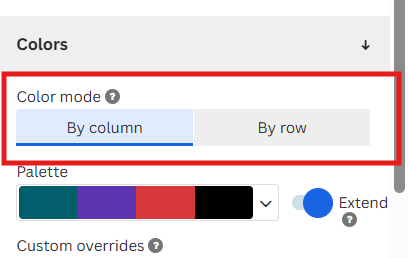 Colors ↓
Color mode ?
By column By row
Palette
Extend
?
Custom overrides ?